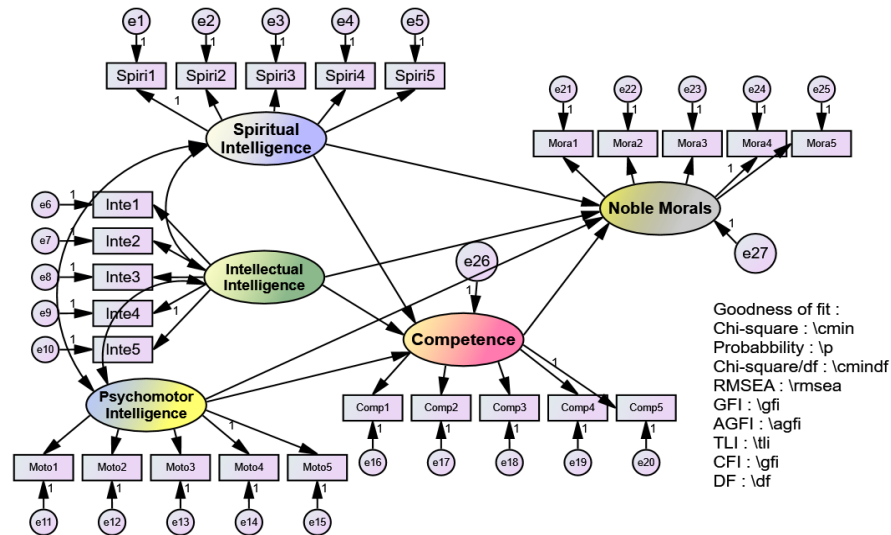 e1 e2 e3 e4 e5
1 1 1 1 1
Spiri1 Spiri2 Spiri3 Spiri4 Spiri5
1
Spiritual
Intelligence
e21 e22 e23 e24 e25
1 1 1 1 1
Mora1 Mora2 Mora3 Mora4 Mora5
1
Noble Morals
1
e27
e6 1 Inte1
e7 1 Inte2
e8 1 Inte3
e9 1 Inte4
e10 1 Inte5
1
Intellectual
Intelligence
e26
1
Competence
1
Comp1 Comp2 Comp3 Comp4 Comp5
1 1 1 1 1
e16 e17 e18 e19 e20
Psychomotor
Intelligence
1
Moto1 Moto2 Moto3 Moto4 Moto5
1 1 1 1 1
e11 e12 e13 e14 e15
Goodness of fit :
Chi-square : \cmin
Probabbility : \p
Chi-square/df : \cmindf
RMSEA : \rmsea
GFI : \gfi
AGFI : \agfi
TLI : \tli
CFI : \gfi
DF : \df